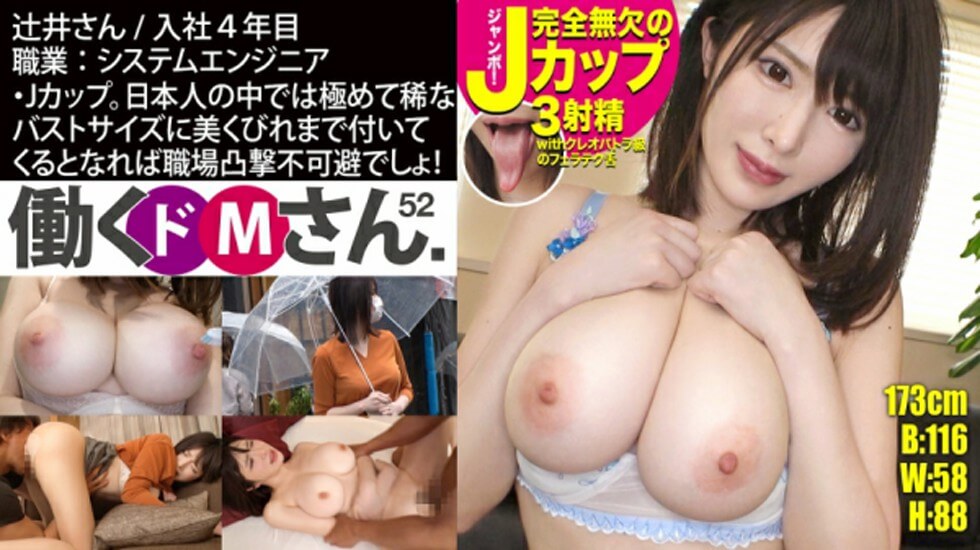 辻井さん / 入社４年目
職業：システムエンジニア
・Jカップ。日本人の中では極めて稀な
バストサイズに美くびれまで付いて
くるとなれば職場凸撃不可避でしょ！
働くドMさん.
52
ジャンボ！
J
完全無欠の
カップ
3射精
withクレオパトラ級
のフェラテク舌
173cm
B:116
W:58
H:88